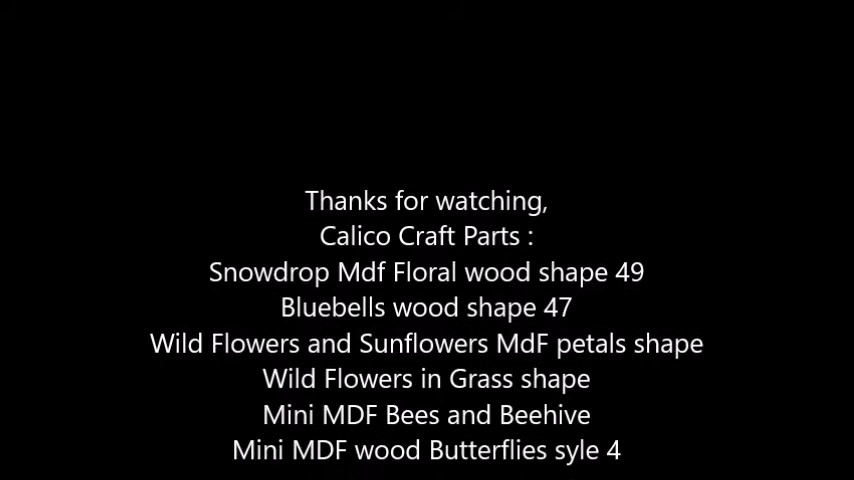 Thanks for watching,
Calico Craft Parts :
Snowdrop Mdf Floral wood shape 49
Bluebells wood shape 47
Wild Flowers and Sunflowers MdF petals shape
Wild Flowers in Grass shape
Mini MDF Bees and Beehive
Mini MDF wood Butterflies syle 4